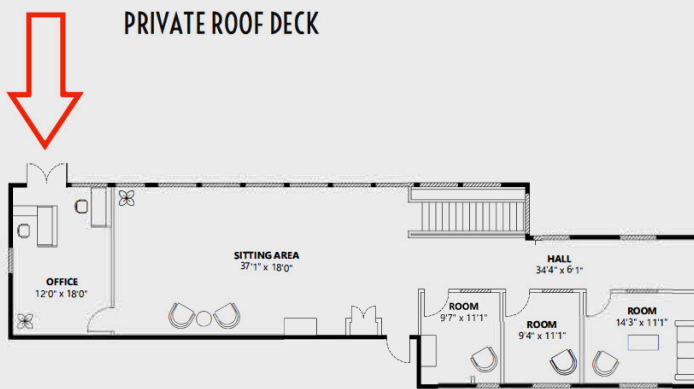 PRIVATE ROOF DECK
SITTING AREA
37'1" x 18'0"
OFFICE
12'0" x 18'0"
HALL
34'4" x 6'1"
ROOM
9'7" x 11'1"
ROOM
9'4" x 11'1"
ROOM
14'3" x 11'1"